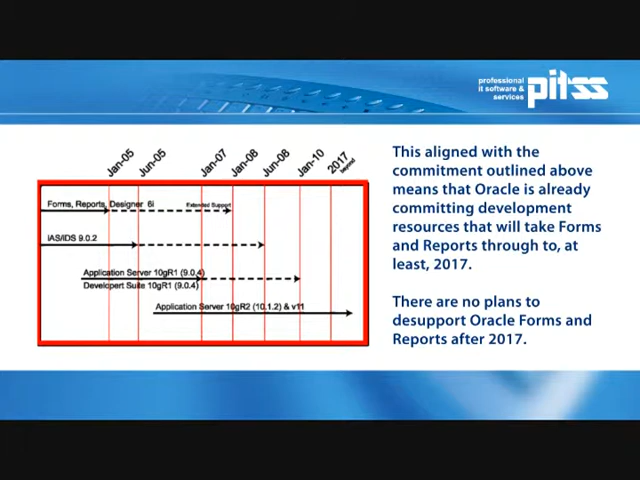 professional
it software &
services
pitss
Jan-05
Jun-05
Jan-07
Jan-08
Jun-08
Jan-10
2017
beyond
Forms, Reports, Designer 6i
Extended Support
IAS/IDS 9.0.2
Application Server 10gR1 (9.0.4)
Developert Suite 10gR1 (9.0.4)
Application Server 10gR2 (10.1.2) & v11
This aligned with the
commitment outlined above
means that Oracle is already
committing development
resources that will take Forms
and Reports through to, at
least, 2017.
There are no plans to
desupport Oracle Forms and
Reports after 2017.